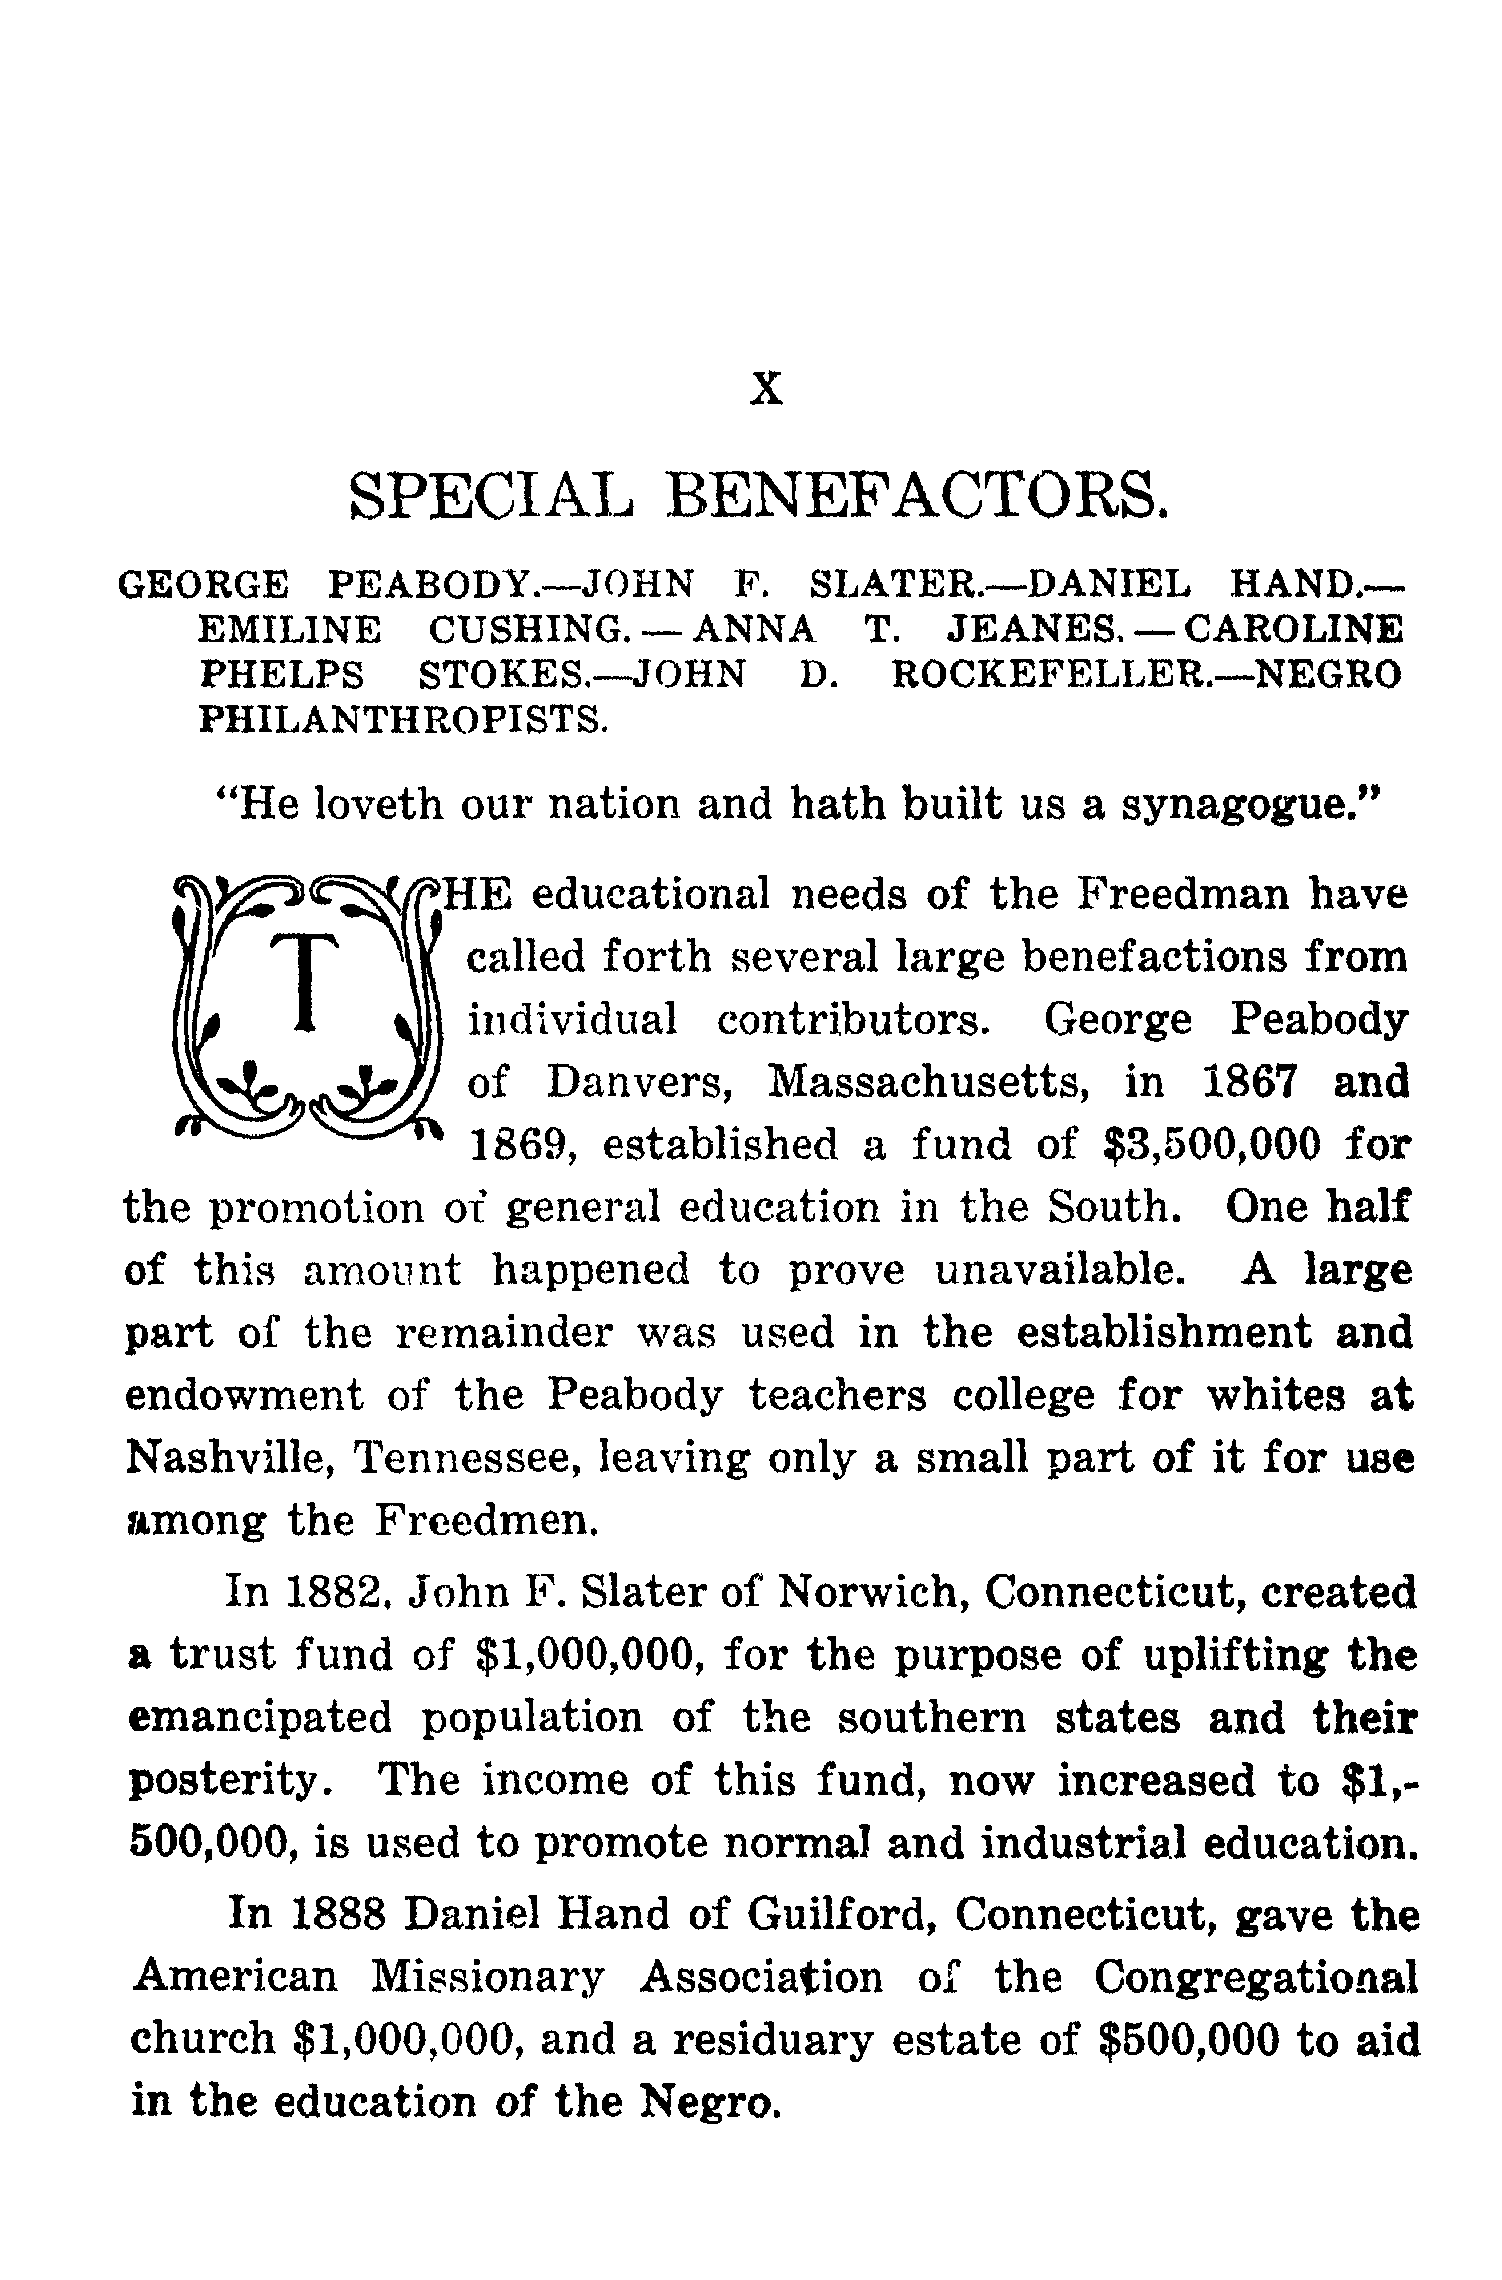 X
SPECIAL BENEFACTORS.
GEORGE PEABODY.—JOHN F. SLATER.—DANIEL HAND.—
EMILINE CUSHING. — ANNA T. JEANES. — CAROLINE
PHELPS STOKES.—JOHN D. ROCKEFELLER.—NEGRO
PHILANTHROPISTS.
"He loveth our nation and hath built us a synagogue."
THE educational needs of the Freedman have
called forth several large benefactions from
individual contributors. George Peabody
of Danvers, Massachusetts, in 1867 and
1869, established a fund of $3,500,000 for
the promotion of general education in the South. One half
of this amount happened to prove unavailable. A large
part of the remainder was used in the establishment and
endowment of the Peabody teachers college for whites at
Nashville, Tennessee, leaving only a small part of it for use
among the Freedmen.
In 1882, John F. Slater of Norwich, Connecticut, created
a trust fund of $1,000,000, for the purpose of uplifting the
emancipated population of the southern states and their
posterity. The income of this fund, now increased to $1,-
500,000, is used to promote normal and industrial education.
In 1888 Daniel Hand of Guilford, Connecticut, gave the
American Missionary Association of the Congregational
church $1,000,000, and a residuary estate of $500,000 to aid
in the education of the Negro.